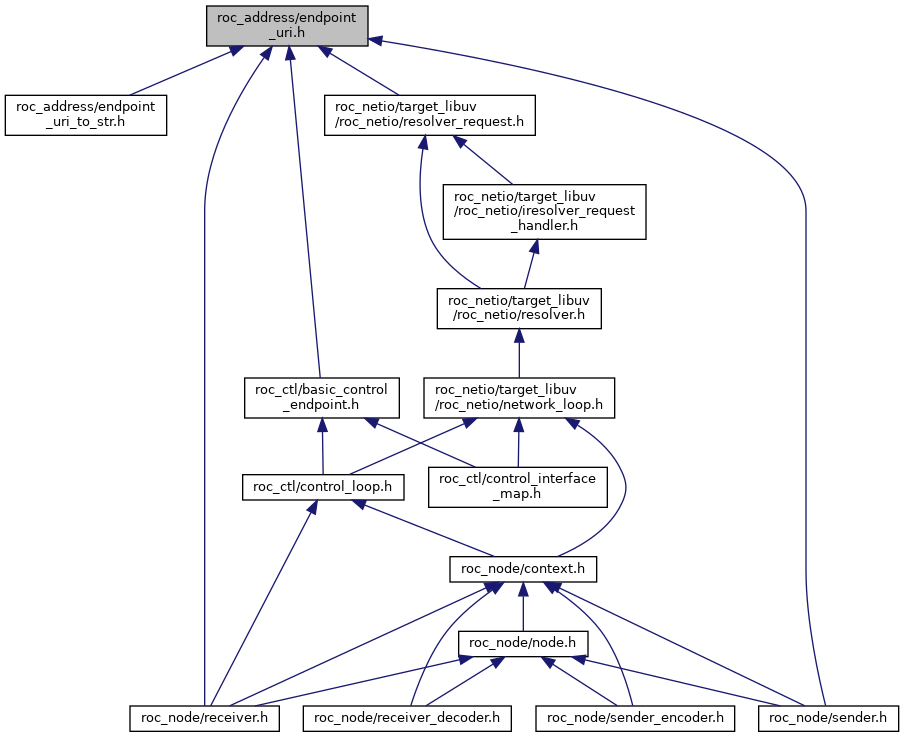 roc_address/endpoint
_uri.h
roc_address/endpoint
_uri_to_str.h
roc_netio/target_libuv
/roc_netio/resolver_request.h
roc_netio/target_libuv
/roc_netio/iresolver_request
_handler.h
roc_netio/target_libuv
/roc_netio/resolver.h
roc_ctl/basic_control
_endpoint.h
roc_netio/target_libuv
/roc_netio/network_loop.h
roc_ctl/control_loop.h
roc_ctl/control_interface
_map.h
roc_node/context.h
roc_node/node.h
roc_node/receiver.h
roc_node/receiver_decoder.h
roc_node/sender_encoder.h
roc_node/sender.h